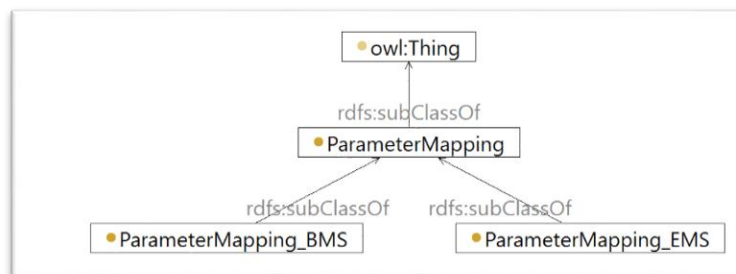 owl:Thing
rdfs:subClassOf
ParameterMapping
rdfs:subClassOf rdfs:subClassOf
ParameterMapping_BMS ParameterMapping_EMS